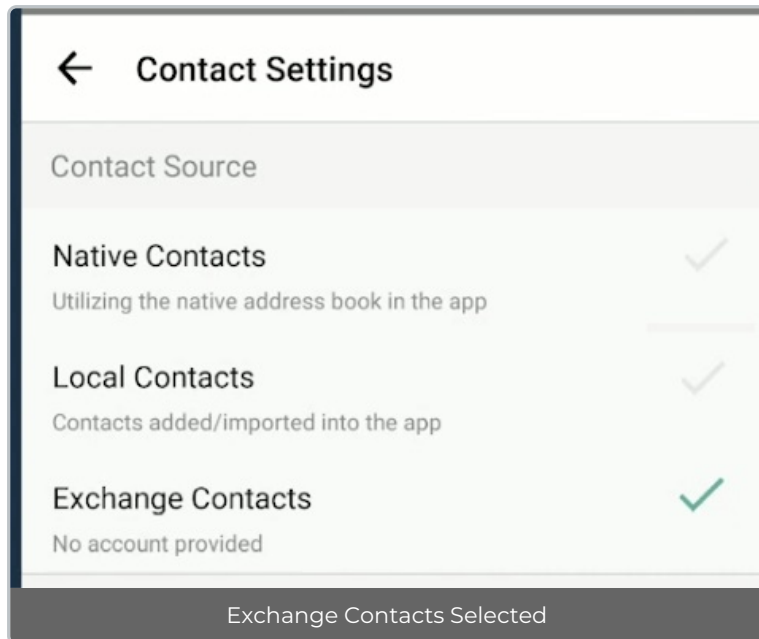 Contact Settings
Contact Source
Native Contacts
Utilizing the native address book in the app
Local Contacts
Contacts added/imported into the app
Exchange Contacts
No account provided
Exchange Contacts Selected